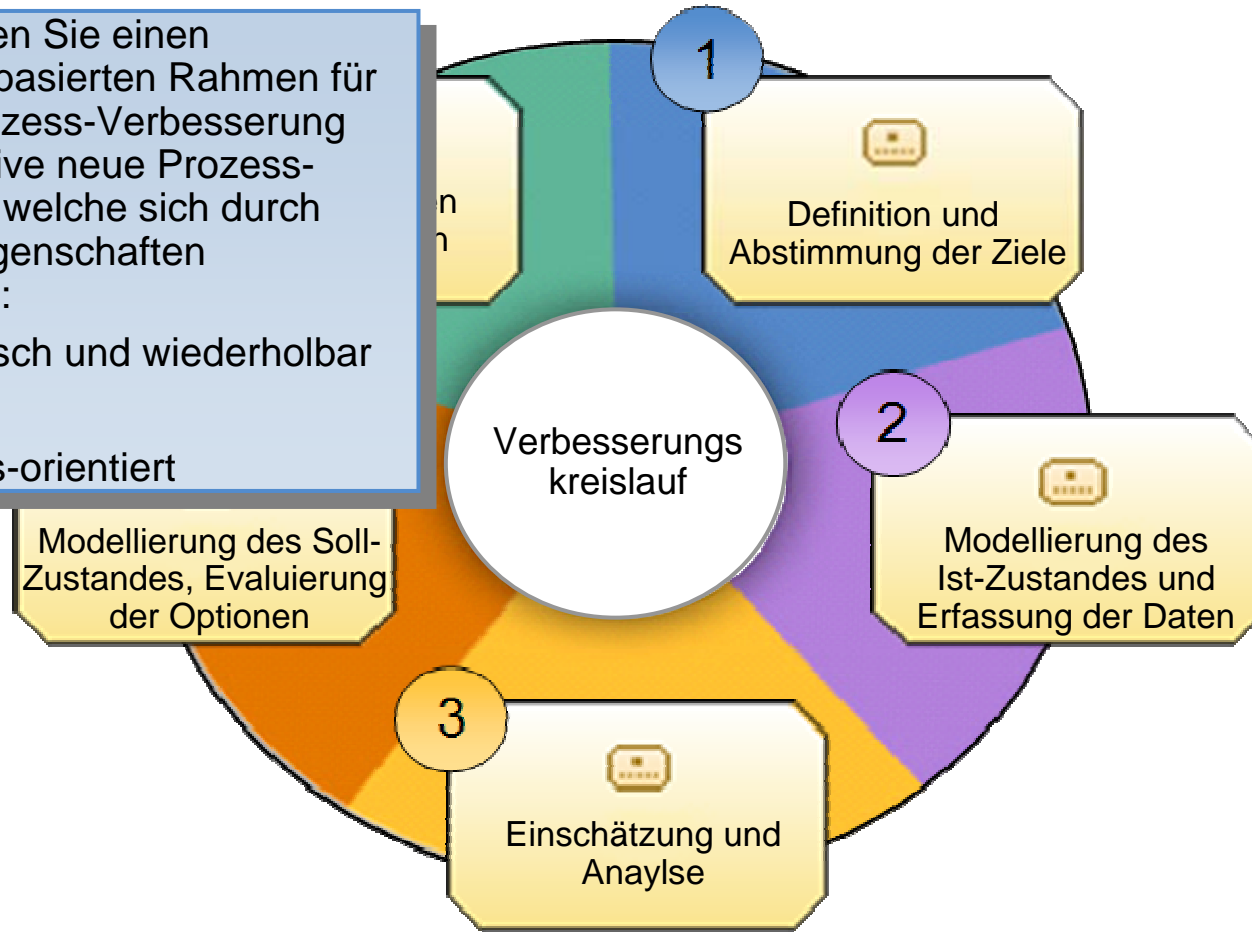 en Sie einen
basierten Rahmen für
zess-Verbesserung
ive neue Prozess-
welche sich durch
genschaften
:
sch und wiederholbar
s-orientiert
n
n
1
Definition und
Abstimmung der Ziele
2
Modellierung des
Ist-Zustandes und
Erfassung der Daten
3
Einschätzung und
Anaylse
Modellierung des Soll-
Zustandes, Evaluierung
der Optionen
Verbesserungs
kreislauf